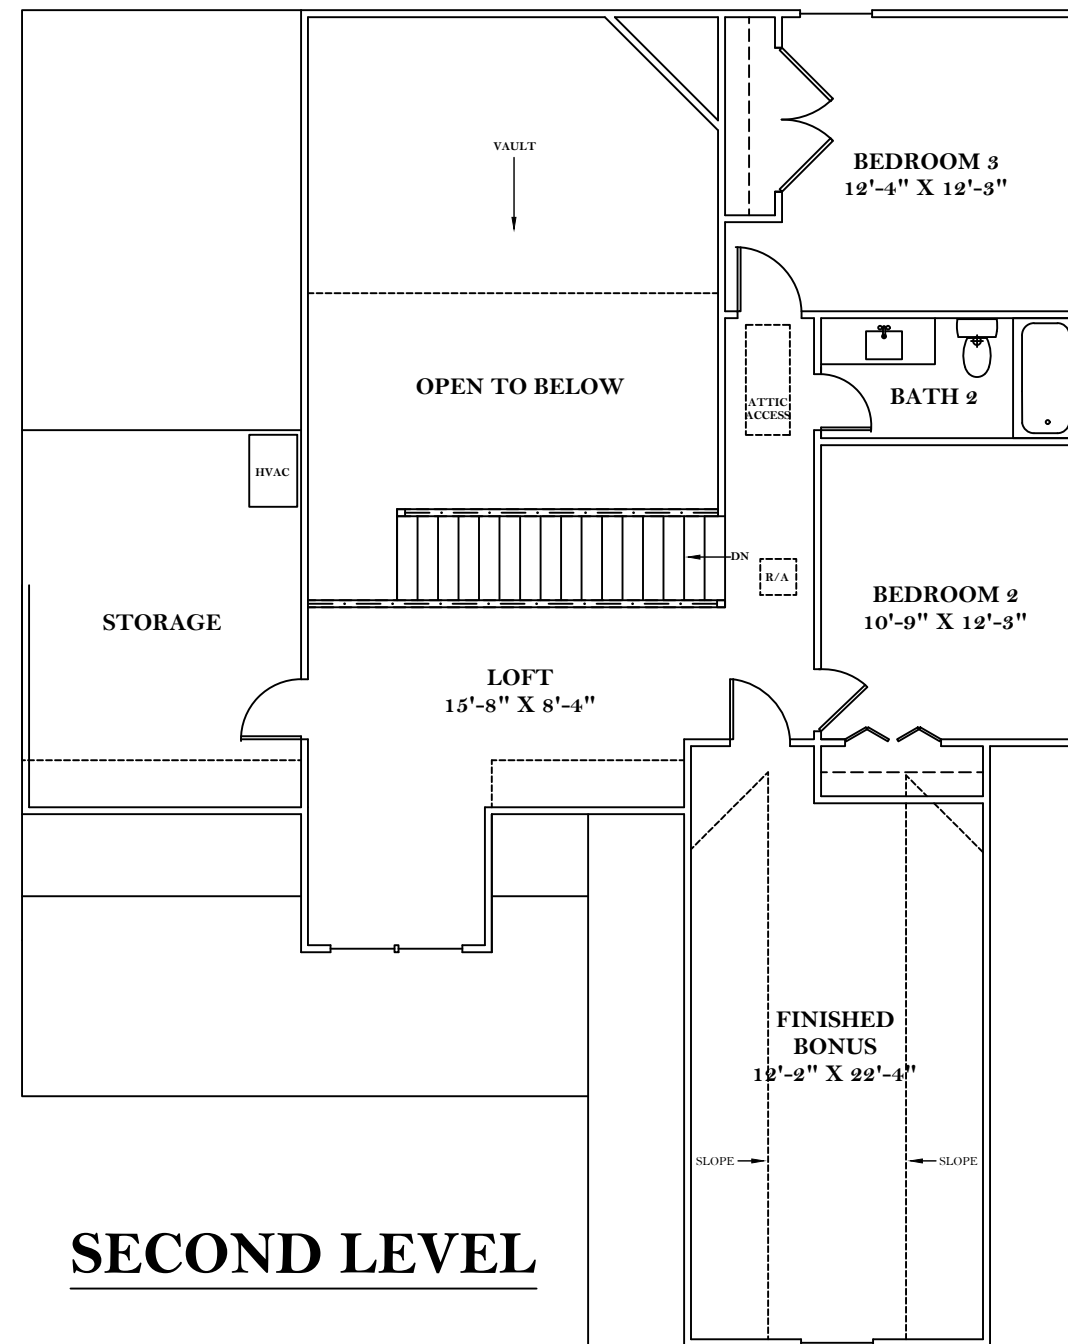 VAULT
BEDROOM 3
12'-4" X 12'-3"
OPEN TO BELOW
ATTIC
ACCESS
BATH 2
HVAC
DN
R/A
STORAGE
BEDROOM 2
10'-9" X 12'-3"
LOFT
15'-8" X 8'-4"
FINISHED
BONUS
12'-2" X 22'-4"
SLOPE
SLOPE
SECOND LEVEL